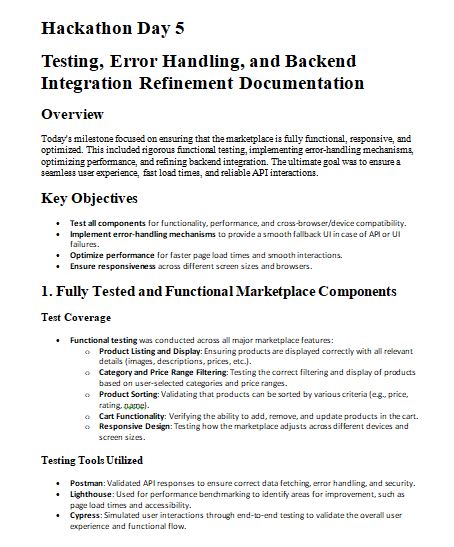 Hackathon Day 5
Testing, Error Handling, and Backend
Integration Refinement Documentation
Overview
Today's milestone focused on ensuring that the marketplace is fully functional, responsive, and
optimized. This included rigorous functional testing, implementing error-handling mechanisms,
optimizing performance, and refining backend integration. The ultimate goal was to ensure a
seamless user experience, fast load times, and reliable API interactions.
Key Objectives
• Test all components for functionality, performance, and cross-browser/device compatibility.
• Implement error-handling mechanisms to provide a smooth fallback UI in case of API or UI
failures.
• Optimize performance for faster page load times and smooth interactions.
• Ensure responsiveness across different screen sizes and browsers.
1. Fully Tested and Functional Marketplace Components
Test Coverage
• Functional testing was conducted across all major marketplace features:
o Product Listing and Display: Ensuring products are displayed correctly with all relevant
details (images, descriptions, prices, etc.).
o Category and Price Range Filtering: Testing the correct filtering and display of products
based on user-selected categories and price ranges.
o Product Sorting: Validating that products can be sorted by various criteria (e.g., price,
rating, name).
o Cart Functionality: Verifying the ability to add, remove, and update products in the cart.
o Responsive Design: Testing how the marketplace adjusts across different devices and
screen sizes.
Testing Tools Utilized
• Postman: Validated API responses to ensure correct data fetching, error handling, and security.
• Lighthouse: Used for performance benchmarking to identify areas for improvement, such as
page load times and accessibility.
• Cypress: Simulated user interactions through end-to-end testing to validate the overall user
experience and functional flow.